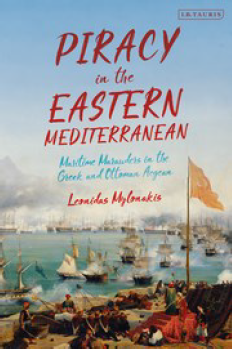 I.B.TAURIS
PIRACY
in the
EASTERN
MEDITERRANEAN
Maritime Marauders in the
Greek and Ottoman Aegean
Leonidas Mylonakis